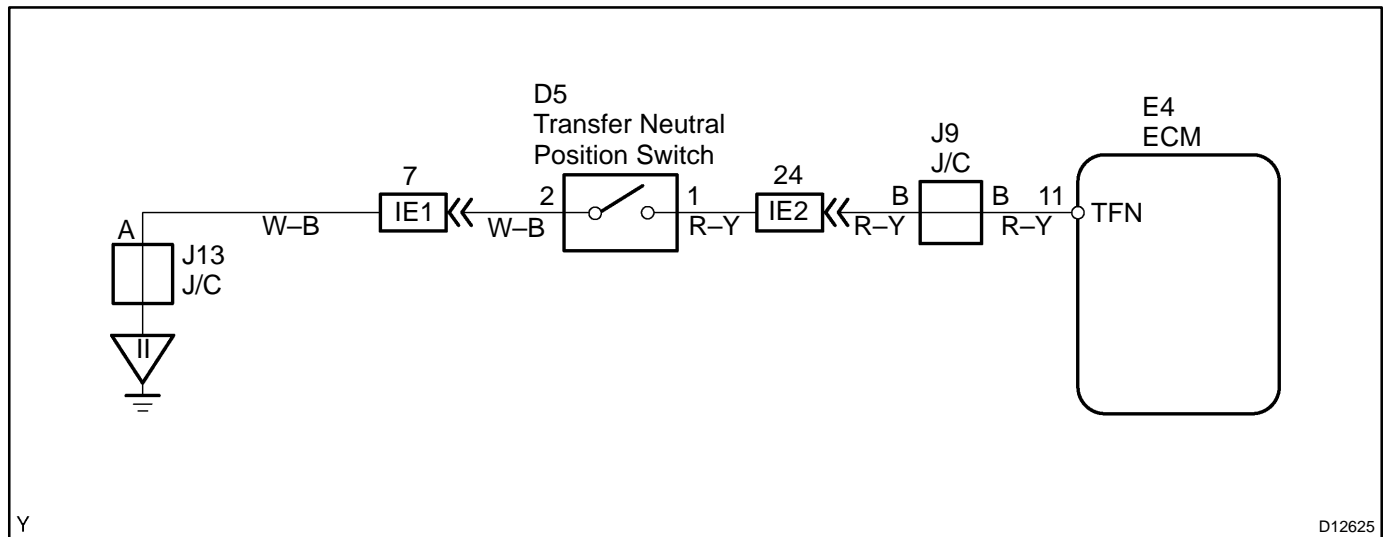 D5
Transfer Neutral
Position Switch
E4
ECM
J9
J/C
7
IE1
2
1
24
IE2
B
B
11
TFN
W–B
W–B
R–Y
R–Y
R–Y
A
J13
J/C
II
Y
D12625